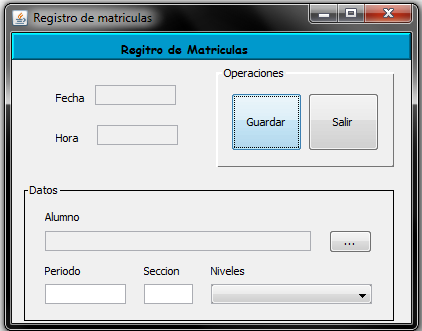 Registro de matriculas
Regitro de Matriculas
Fecha
Hora
Operaciones
Guardar
Salir
Datos
Alumno
...
Periodo
Seccion
Niveles